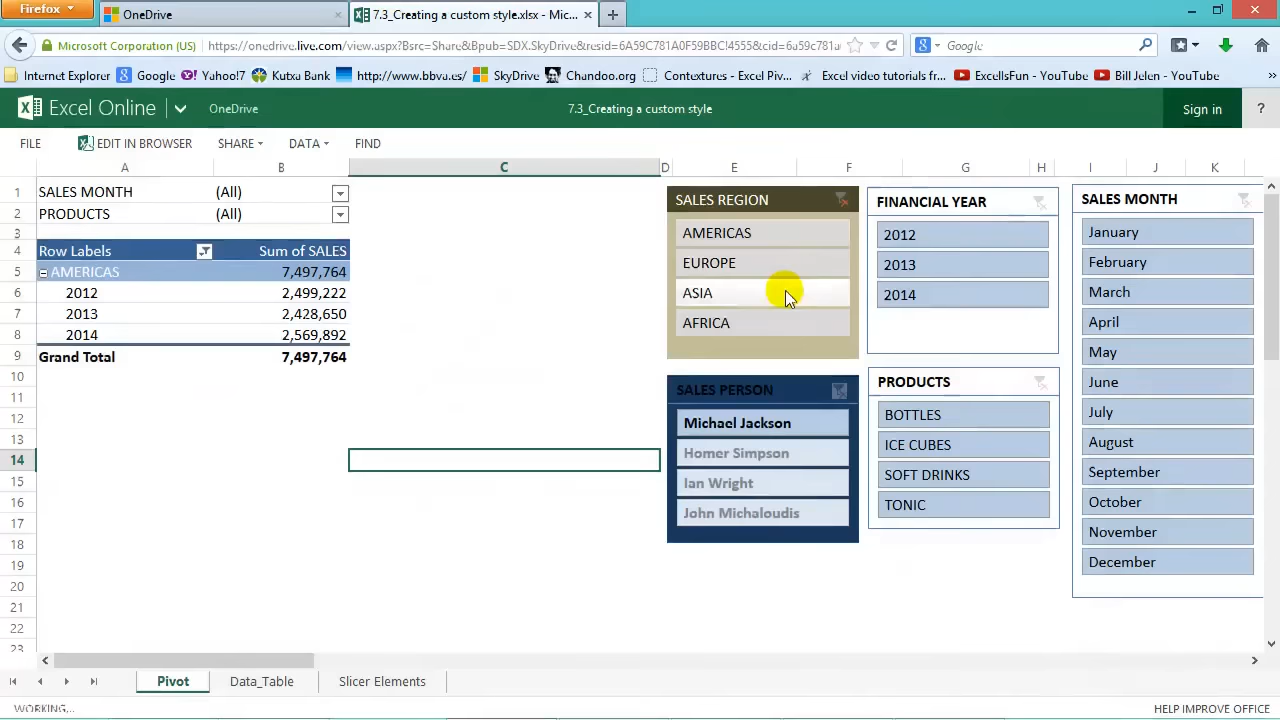 Firefox
OneDrive
7.3_Creating a custom style.xlsx - Mic...
Microsoft Corporation (US)
https://onedrive.live.com/view.aspx?Bsrc=Share&Bpub=SDX.SkyDrive&resid=6A59C781A0F59BBC!4555&cid=6a59c781
Google
Internet Explorer
Google
Yahoo!7
Kutxa Bank
http://www.bbva.es/
SkyDrive
Chandoo.org
Contextures - Excel Piv...
Excel video tutorials fr...
ExcelIsFun - YouTube
Bill Jelen - YouTube
Excel Online
OneDrive
7.3_Creating a custom style
Sign in
?
FILE
EDIT IN BROWSER
SHARE
DATA
FIND
A B C D E F G H I J K
1 SALES MONTH (All)
2 PRODUCTS (All)
3
4 Row Labels Sum of SALES
5 AMERICAS 7,497,764
6 2012 2,499,222
7 2013 2,428,650
8 2014 2,569,892
9 Grand Total 7,497,764
10
11
12
13
14
15
16
17
18
19
20
21
22
23
SALES REGION
AMERICAS
EUROPE
ASIA
AFRICA
FINANCIAL YEAR
2012
2013
2014
SALES PERSON
Michael Jackson
Homer Simpson
Ian Wright
John Michaloudis
PRODUCTS
BOTTLES
ICE CUBES
SOFT DRINKS
TONIC
SALES MONTH
January
February
March
April
May
June
July
August
September
October
November
December
Pivot
Data_Table
Slicer Elements
WORKING...
HELP IMPROVE OFFICE